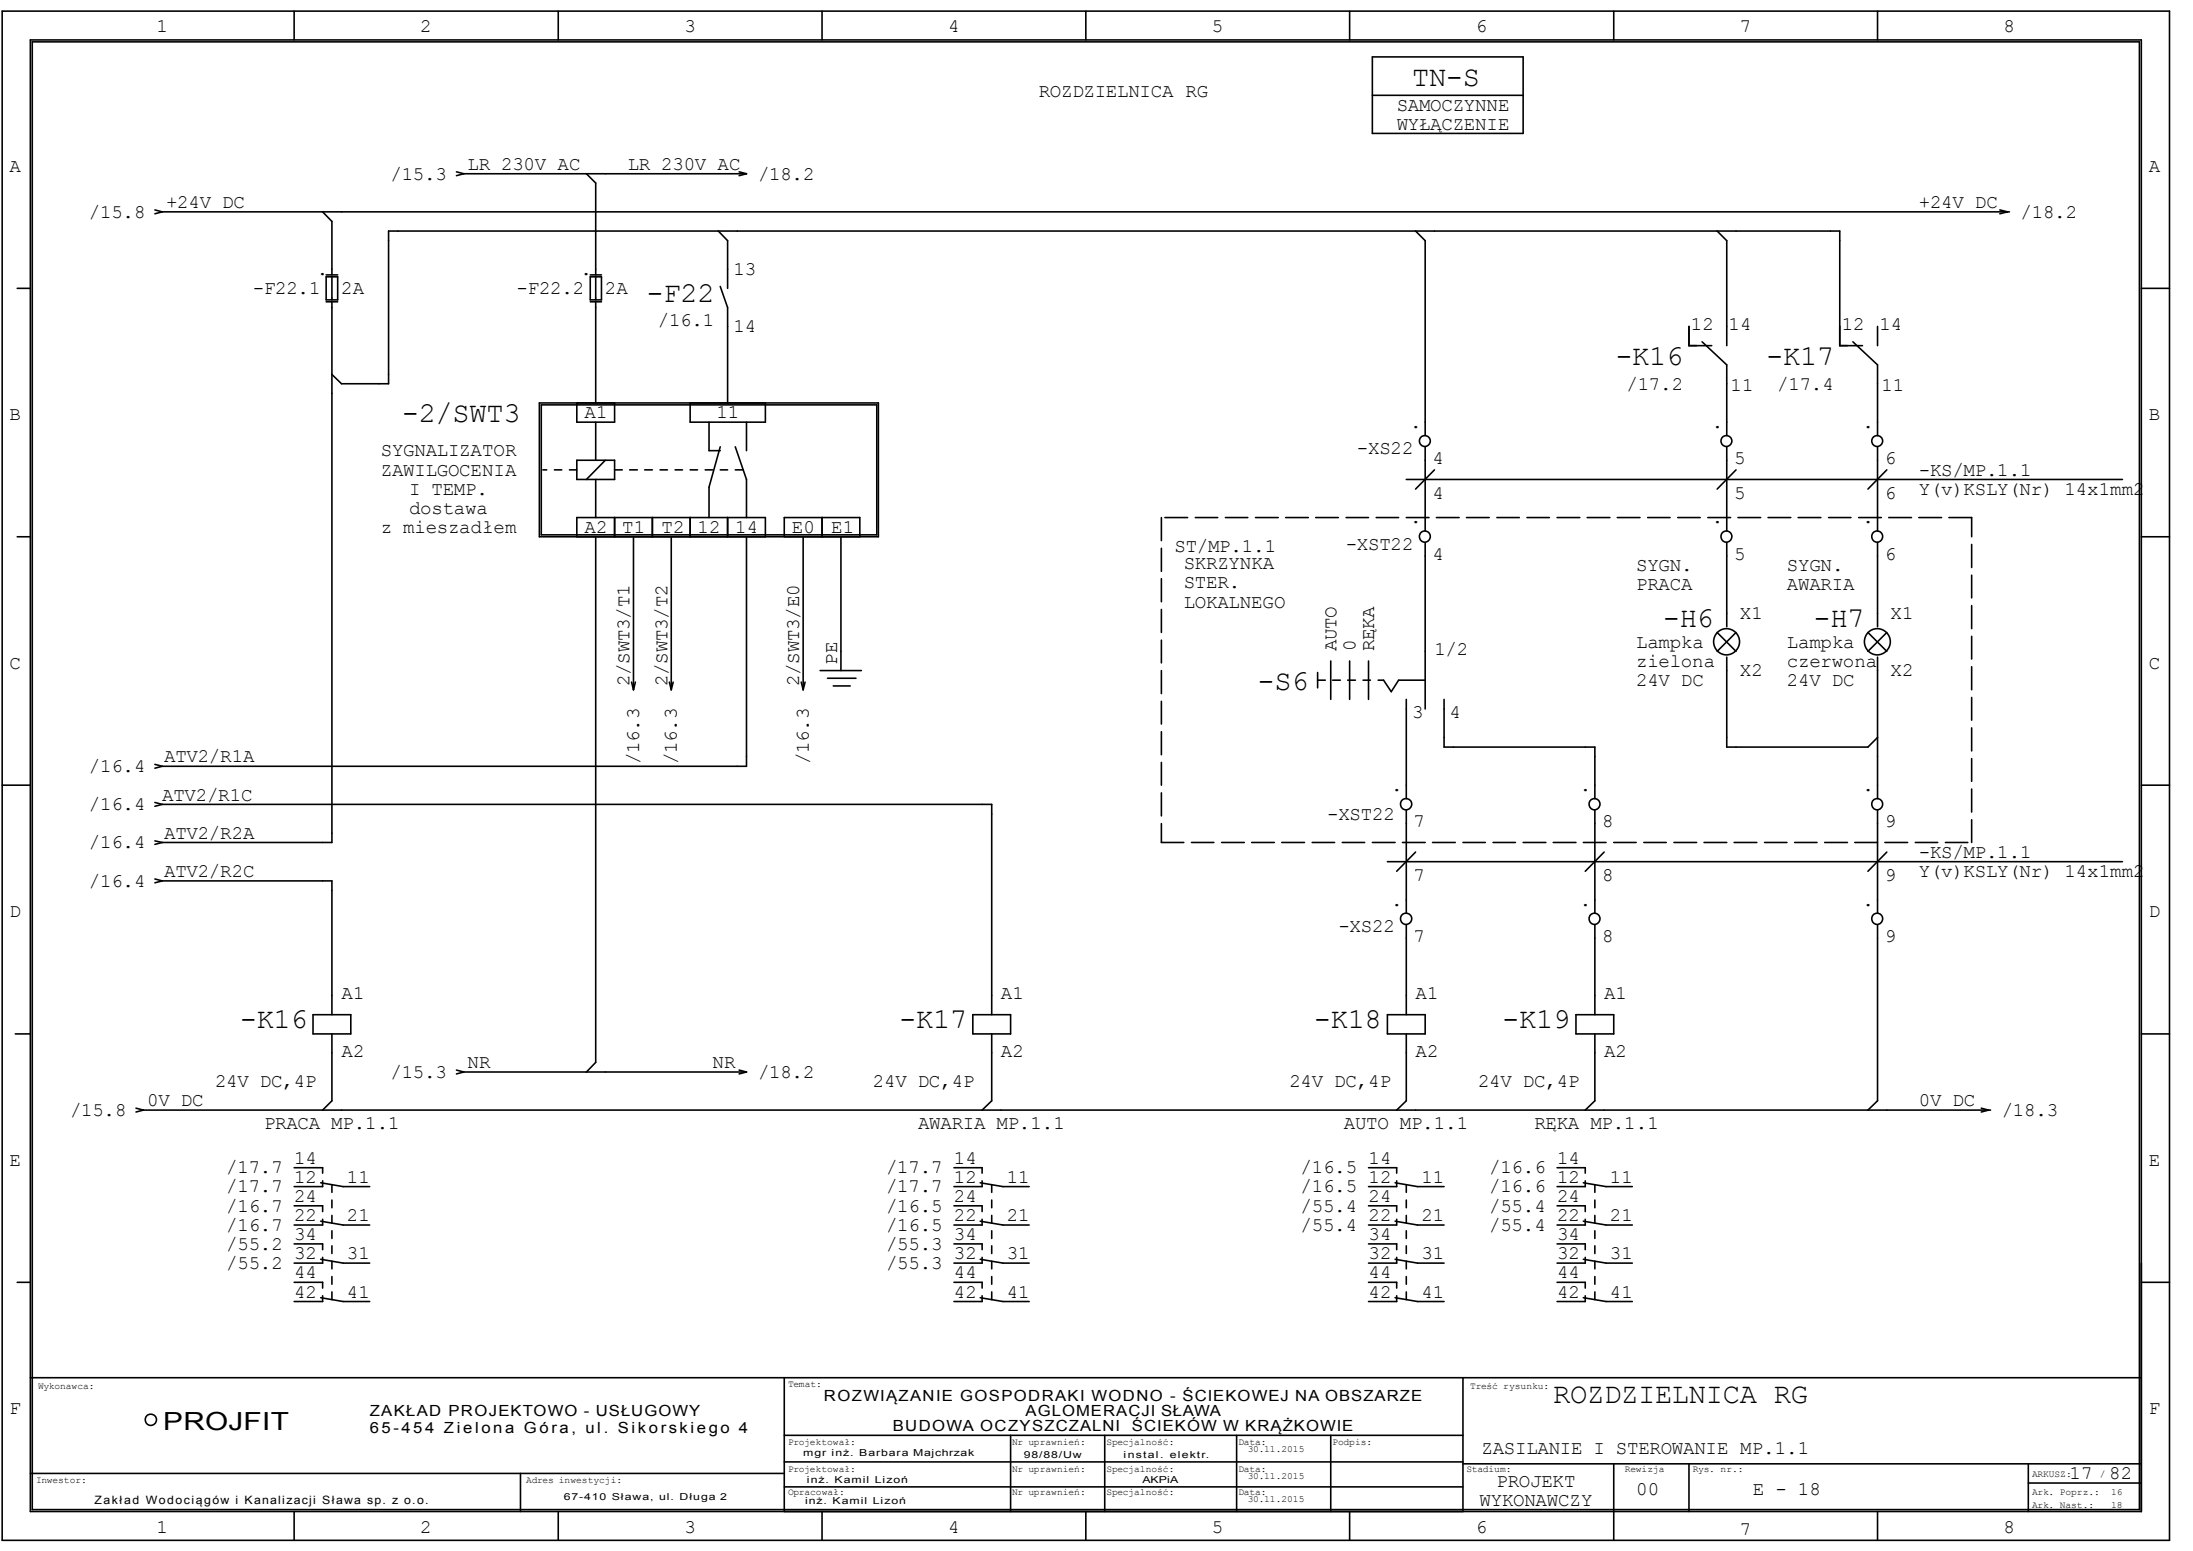 1 2 3 4 5 6 7 8
ROZDZIELNICA RG
TN-S
SAMOCZYNNE
WYŁĄCZENIE
A A
/15.3 LR 230V AC LR 230V AC /18.2
/15.8 +24V DC +24V DC /18.2
-F22.1 2A
-F22.2 2A
-F22
/16.1
13
14
12 14
-K16
/17.2
11
12 14
-K17
/17.4
11
B B
-2/SWT3
SYGNALIZATOR
ZAWILGOCENIA
I TEMP.
dostawa
z mieszadłem
A1 11
A2 T1 T2 12 14 E0 E1
-XS22 4 5 6
4 5 6
-KS/MP.1.1
Y(v)KSLY(Nr) 14x1mm2
-XST22 4 5 6
ST/MP.1.1
SKRZYNKA
STER.
LOKALNEGO
2/SWT3/T1
2/SWT3/T2
2/SWT3/E0
PE
/16.3
/16.3
/16.3
AUTO
0
RĘKA
-S6
1/2
3 4
SYGN.
PRACA
-H6
Lampka
zielona
24V DC
X1
X2
SYGN.
AWARIA
-H7
Lampka
czerwona
24V DC
X1
X2
C C
/16.4 ATV2/R1A
/16.4 ATV2/R1C
/16.4 ATV2/R2A
/16.4 ATV2/R2C
-XST22 7 8 9
7 8 9
-KS/MP.1.1
Y(v)KSLY(Nr) 14x1mm2
-XS22 7 8 9
D D
A1
-K16
A2
24V DC,4P
A1
-K17
A2
24V DC,4P
A1
-K18
A2
24V DC,4P
A1
-K19
A2
24V DC,4P
/15.3 NR NR /18.2
/15.8 0V DC 0V DC /18.3
PRACA MP.1.1
AWARIA MP.1.1
AUTO MP.1.1
RĘKA MP.1.1
E E
/17.7 14
/17.7 12 11
/16.7 24
/16.7 22 21
/55.2 34
/55.2 32 31
44
42 41
/17.7 14
/17.7 12 11
/16.5 24
/16.5 22 21
/55.3 34
/55.3 32 31
44
42 41
/16.5 14
/16.5 12 11
/55.4 24
/55.4 22 21
34
32 31
44
42 41
/16.6 14
/16.6 12 11
/55.4 24
/55.4 22 21
34
32 31
44
42 41
F F
Wykonawca:
PROJFIT
ZAKŁAD PROJEKTOWO - USŁUGOWY
65-454 Zielona Góra, ul. Sikorskiego 4
Inwestor:
Zakład Wodociągów i Kanalizacji Sława sp. z o.o.
Adres inwestycji:
67-410 Sława, ul. Długa 2
Temat:
ROZWIĄZANIE GOSPODRAKI WODNO - ŚCIEKOWEJ NA OBSZARZE
AGLOMERACJI SŁAWA
BUDOWA OCZYSZCZALNI ŚCIEKÓW W KRĄŻKOWIE
Projektował: Nr uprawnień: Specjalność: Data: Podpis:
mgr inż. Barbara Majchrzak 98/88/Uw instal. elektr. 30.11.2015
Projektował: Nr uprawnień: Specjalność: Data:
inż. Kamil Lizoń AKPiA 30.11.2015
Opracował: Nr uprawnień: Specjalność: Data:
inż. Kamil Lizoń 30.11.2015
Treść rysunku: ROZDZIELNICA RG
ZASILANIE I STEROWANIE MP.1.1
Stadium:
PROJEKT
WYKONAWCZY
Rewizja
00
Rys. nr.:
E - 18
ARKUSZ:17 / 82
Ark. Poprz.: 16
Ark. Nast.: 18
1 2 3 4 5 6 7 8